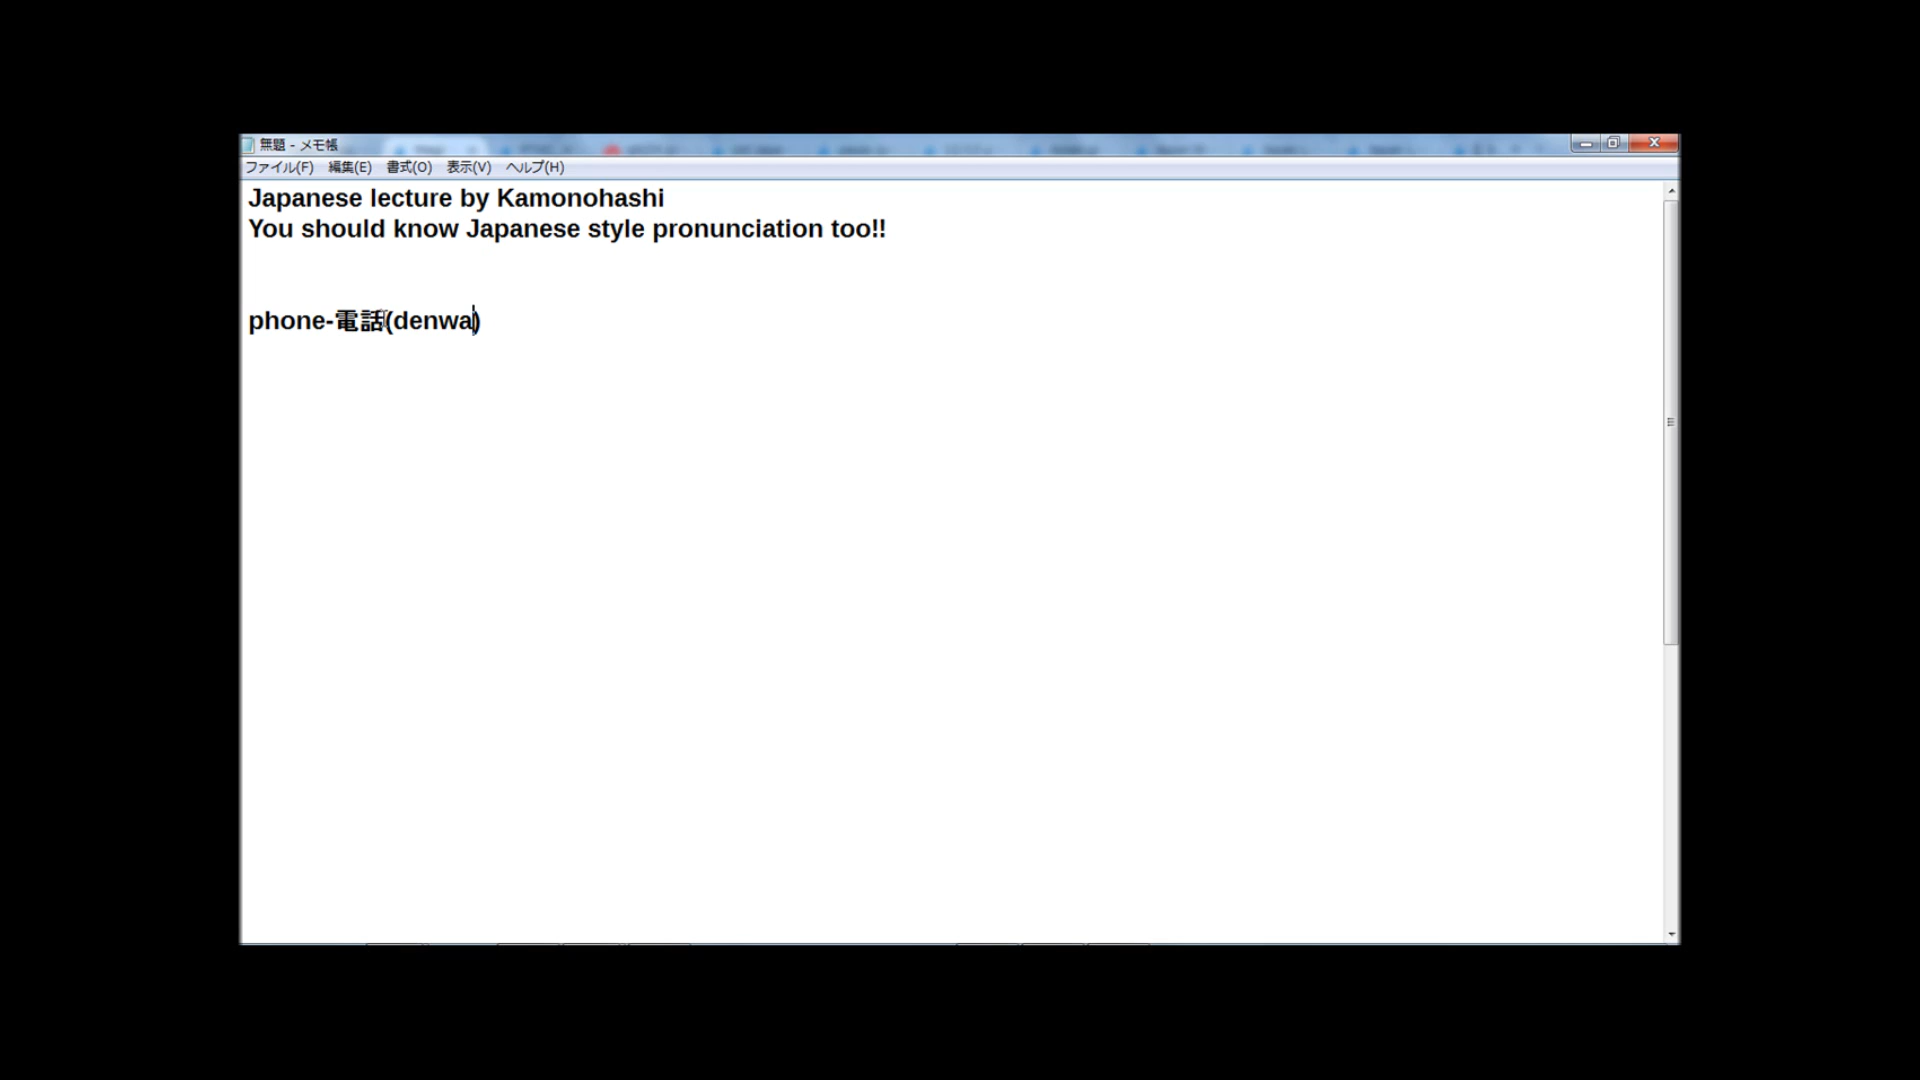 無題 - メモ帳
ファイル(F) 編集(E) 書式(O) 表示(V) ヘルプ(H)
Japanese lecture by Kamonohashi
You should know Japanese style pronunciation too!!
phone-電話(denwa)